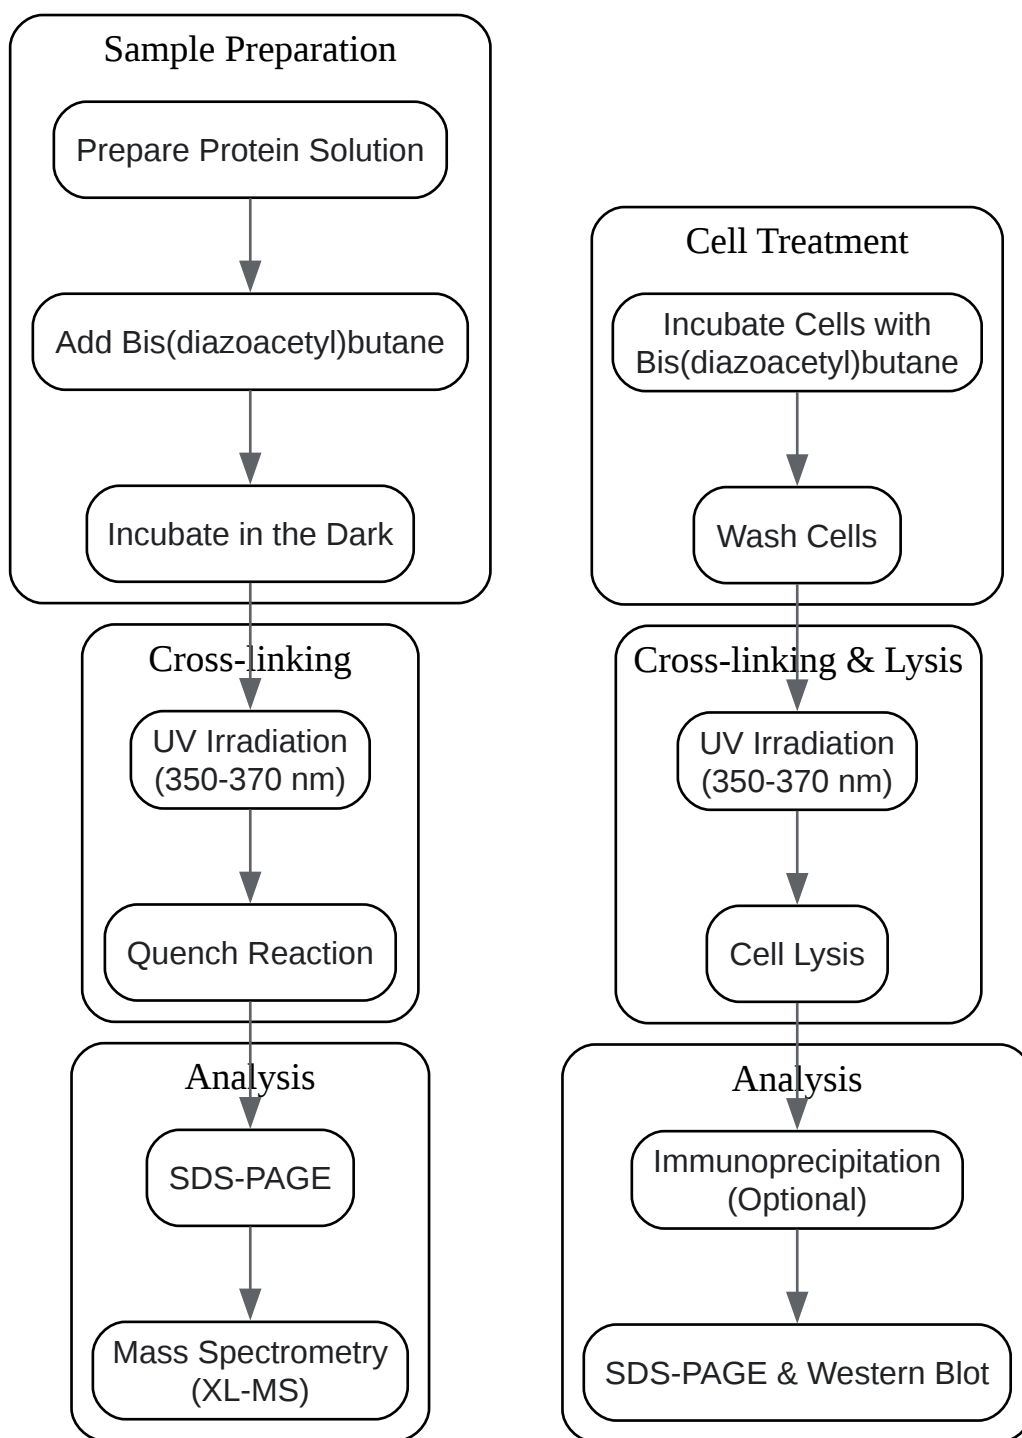 Sample Preparation
Prepare Protein Solution
Add Bis(diazoacetyl)butane
Incubate in the Dark
Cross-linking
UV Irradiation
(350-370 nm)
Quench Reaction
Analysis
SDS-PAGE
Mass Spectrometry
(XL-MS)
Cell Treatment
Incubate Cells with
Bis(diazoacetyl)butane
Wash Cells
Cross-linking & Lysis
UV Irradiation
(350-370 nm)
Cell Lysis
Analysis
Immunoprecipitation
(Optional)
SDS-PAGE & Western Blot